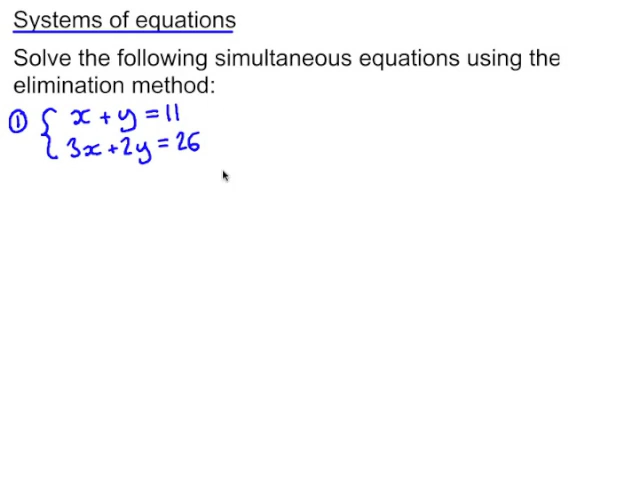 Systems of equations
Solve the following simultaneous equations using the
elimination method:
① { x + y = 11
3x + 2y = 26